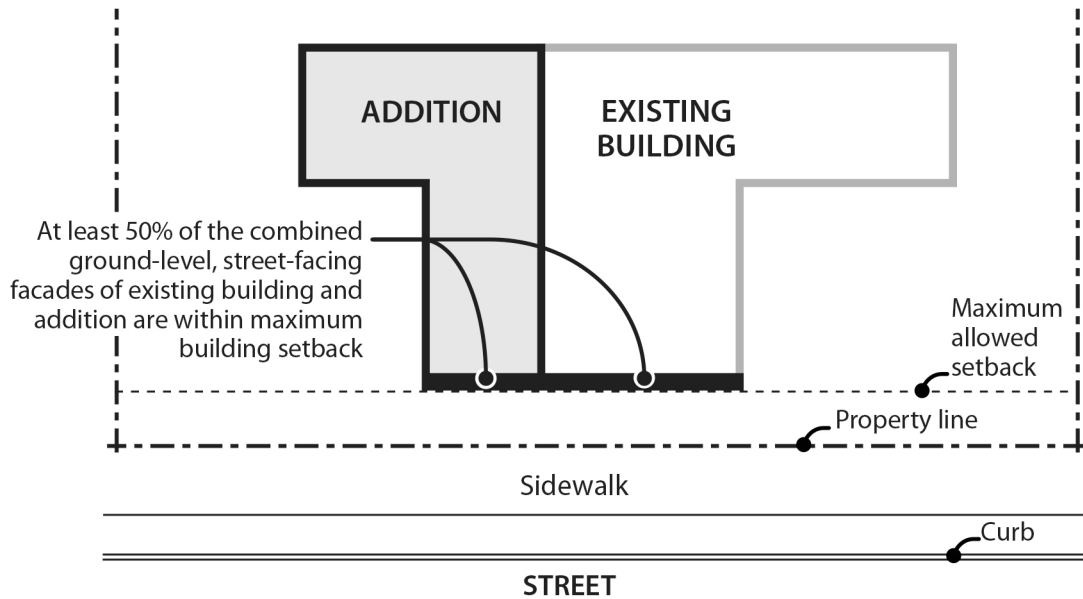 ADDITION
EXISTING
BUILDING
At least 50% of the combined
ground-level, street-facing
facades of existing building and
addition are within maximum
building setback
Maximum
allowed
setback
Property line
Sidewalk
Curb
STREET